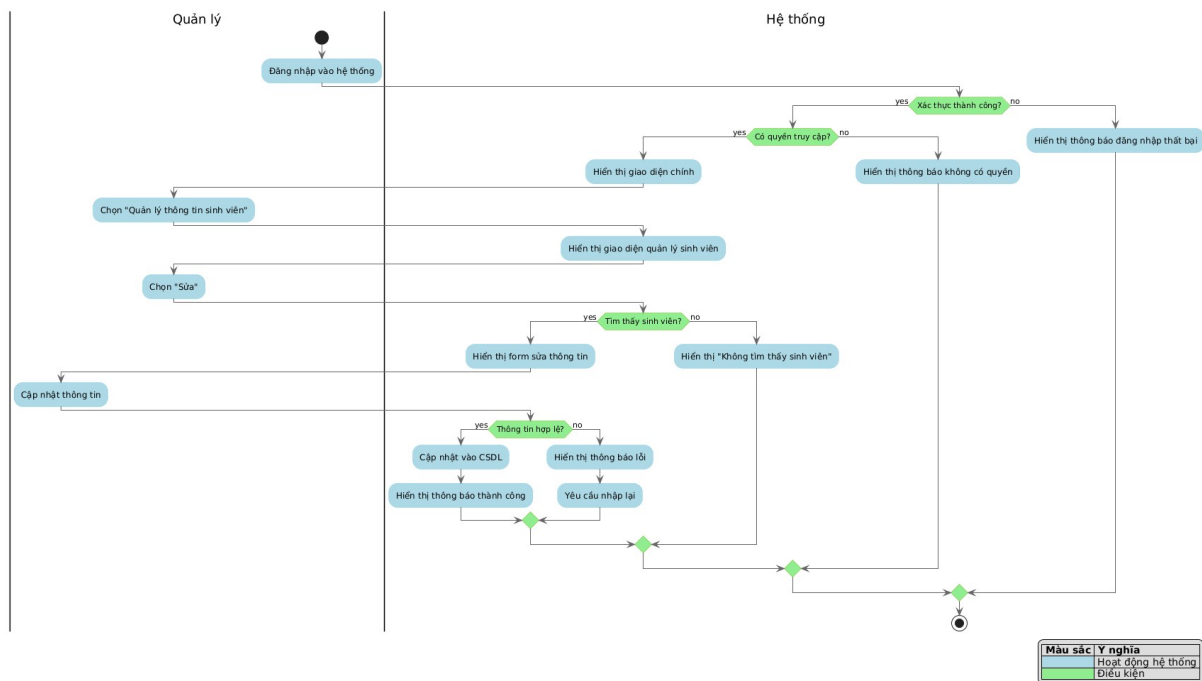 Quản lý
Hệ thống
Đăng nhập vào hệ thống
yes
Xác thực thành công?
no
yes
Có quyền truy cập?
no
Hiển thị thông báo đăng nhập thất bại
Hiển thị giao diện chính
Hiển thị thông báo không có quyền
Chọn "Quản lý thông tin sinh viên"
Hiển thị giao diện quản lý sinh viên
Chọn "Sửa"
yes
Tìm thấy sinh viên?
no
Hiển thị form sửa thông tin
Hiển thị "Không tìm thấy sinh viên"
Cập nhật thông tin
yes
Thông tin hợp lệ?
no
Cập nhật vào CSDL
Hiển thị thông báo lỗi
Hiển thị thông báo thành công
Yêu cầu nhập lại
Màu sắc Ý nghĩa
Hoạt động hệ thống
Điều kiện